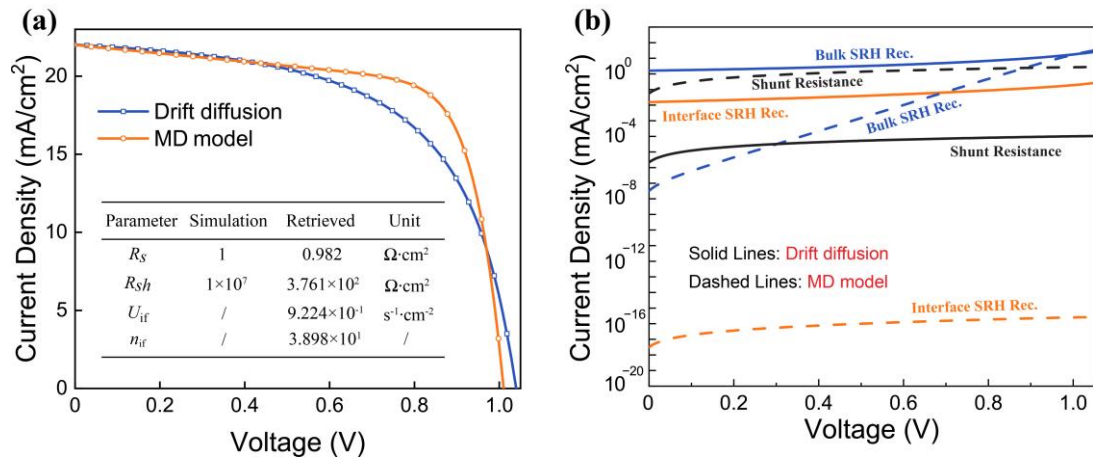 (a)
Current Density (mA/cm²)
20
15
10
5
0
Drift diffusion
MD model
Parameter Simulation Retrieved Unit
Rs 1 0.982 Ω·cm²
Rsh 1×10⁷ 3.761×10² Ω·cm²
Uif / 9.224×10⁻¹ s⁻¹·cm⁻²
nif / 3.898×10¹ /
0.0 0.2 0.4 0.6 0.8 1.0
Voltage (V)
(b)
Current Density (mA/cm²)
10⁰
10⁻⁴
10⁻⁸
10⁻¹²
10⁻¹⁶
10⁻²⁰
Bulk SRH Rec.
Shunt Resistance
Interface SRH Rec.
Bulk SRH Rec.
Shunt Resistance
Solid Lines: Drift diffusion
Dashed Lines: MD model
Interface SRH Rec.
0 0.2 0.4 0.6 0.8 1.0
Voltage (V)